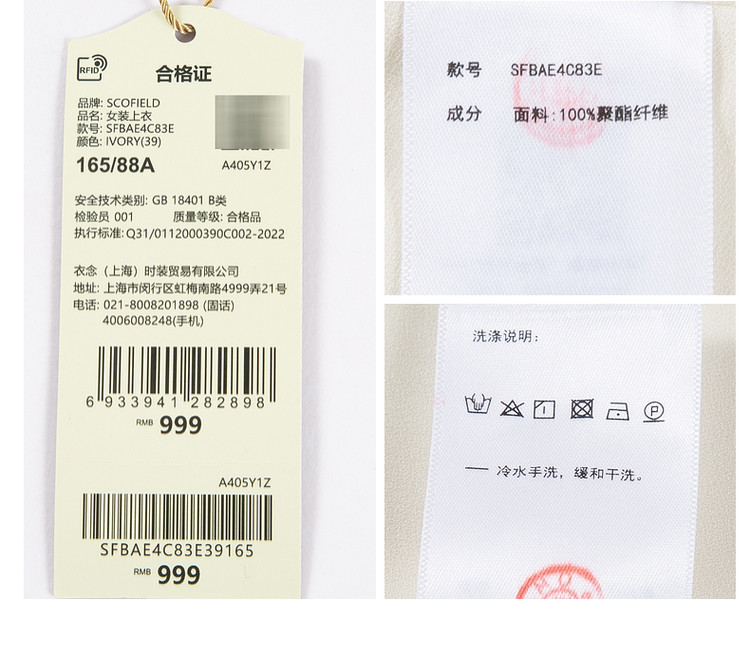 RFID
合格证
品牌: SCOFIELD
品名: 女装上衣
款号: SFBAE4C83E
颜色: IVORY(39)
165/88A
A405Y1Z
安全技术类别: GB 18401 B类
检验员 001 质量等级: 合格品
执行标准: Q31/0112000390C002-2022
衣念（上海）时装贸易有限公司
地址: 上海市闵行区虹梅南路4999弄21号
电话: 021-8008201898 (固话)
4006008248(手机)
6 933941 282898
RMB 999
A405Y1Z
SFBAE4C83E39165
RMB 999
款号 SFBAE4C83E
成分 面料:100%聚酯纤维
洗涤说明:
P
— 冷水手洗，缓和干洗。